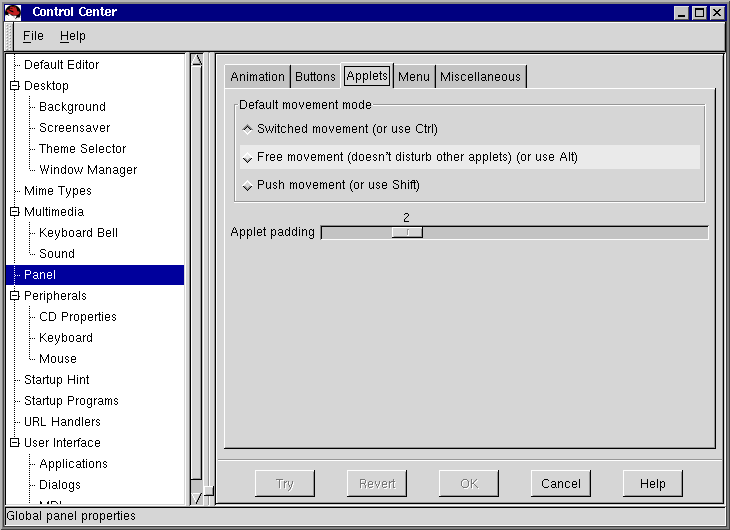 Control Center
File Help
Default Editor
Desktop
Background
Screensaver
Theme Selector
Window Manager
Mime Types
Multimedia
Keyboard Bell
Sound
Panel
Peripherals
CD Properties
Keyboard
Mouse
Startup Hint
Startup Programs
URL Handlers
User Interface
Applications
Dialogs
Animation Buttons Applets Menu Miscellaneous
Default movement mode
Switched movement (or use Ctrl)
Free movement (doesn't disturb other applets) (or use Alt)
Push movement (or use Shift)
2
Applet padding
Try Revert OK Cancel Help
Global panel properties